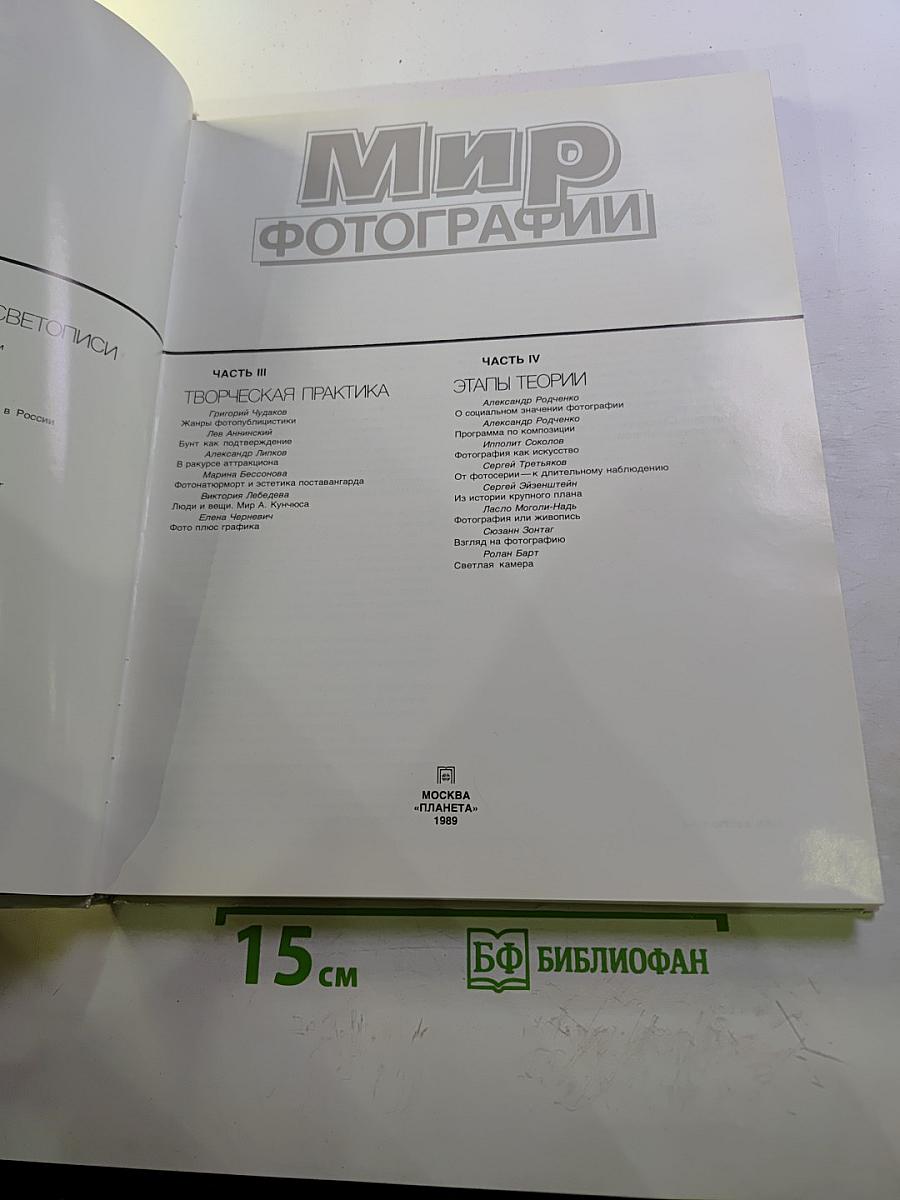 СВЕТОПИСИ
и
в России
Мир
ФОТОГРАФИИ
ЧАСТЬ III
ТВОРЧЕСКАЯ ПРАКТИКА
Григорий Чудаков
Жанры фотопублицистики
Лев Аннинский
Бунт как подтверждение
Александр Липков
В ракурсе аттракциона
Марина Бессонова
Фотонатюрморт и эстетика поставангарда
Виктория Лебедева
Люди и вещи. Мир А. Кунчюса
Елена Черневич
Фото плюс графика
ЧАСТЬ IV
ЭТАПЫ ТЕОРИИ
Александр Родченко
О социальном значении фотографии
Александр Родченко
Программа по композиции
Ипполит Соколов
Фотография как искусство
Сергей Третьяков
От фотосерии — к длительному наблюдению
Сергей Эйзенштейн
Из истории крупного плана
Ласло Моголи-Надь
Фотография или живопись
Сюзанн Зонтаг
Взгляд на фотографию
Ролан Барт
Светлая камера
МОСКВА
«ПЛАНЕТА»
1989
15 см
БФ БИБЛИОФАН